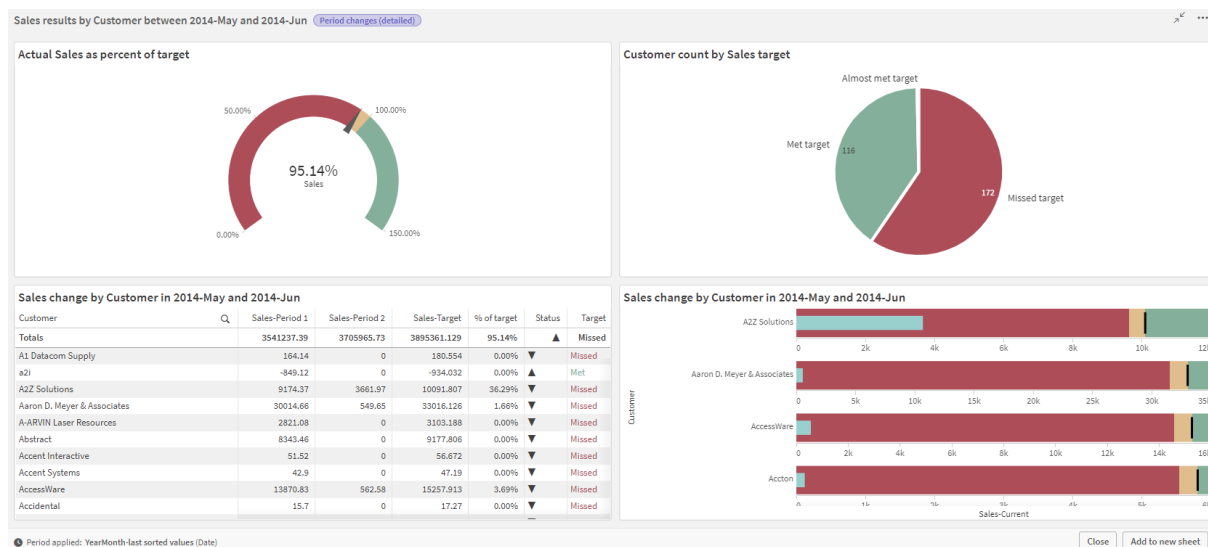 Sales results by Customer between 2014-May and 2014-Jun Period changes (detailed)
Actual Sales as percent of target
50.00%
100.00%
95.14%
Sales
0.00%
150.00%
Customer count by Sales target
Almost met target
Met target
116
172
Missed target
Sales change by Customer in 2014-May and 2014-Jun
Customer Sales-Period 1 Sales-Period 2 Sales-Target % of target Status Target
Totals 3541237.39 3705965.73 3895361.129 95.14% ▲ Missed
A1 Datacom Supply 164.14 0 180.554 0.00% ▼ Missed
a2i -849.12 0 -934.032 0.00% ▲ Met
A2Z Solutions 9174.37 3661.97 10091.807 36.29% ▼ Missed
Aaron D. Meyer & Associates 30014.66 549.65 33016.126 1.66% ▼ Missed
A-ARVIN Laser Resources 2821.08 0 3103.188 0.00% ▼ Missed
Abstract 8343.46 0 9177.806 0.00% ▼ Missed
Accent Interactive 51.52 0 56.672 0.00% ▼ Missed
Accent Systems 42.9 0 47.19 0.00% ▼ Missed
AccessWare 13870.83 562.58 15257.913 3.69% ▼ Missed
Accidental 15.7 0 17.27 0.00% ▼ Missed
Sales change by Customer in 2014-May and 2014-Jun
Customer
A2Z Solutions
0 2k 4k 6k 8k 10k
Aaron D. Meyer & Associates
0 5k 10k 15k 20k 25k 30k
AccessWare
0 2k 4k 6k 8k 10k 12k 14k
Accton
0 1k 2k 3k 4k 5k
Sales-Current
Period applied: YearMonth-last sorted values (Date)
Close
Add to new sheet